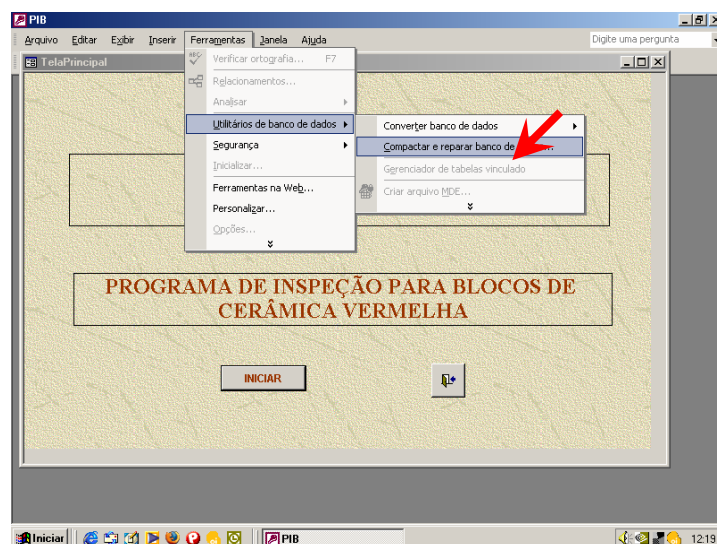 PIB
Arquivo Editar Exibir Inserir Ferramentas Janela Ajuda Digite uma pergunta
TelaPrincipal
Verificar ortografia... F7
Relacionamentos...
Analisar
Utilitários de banco de dados
Segurança
Inicializar...
Ferramentas na Web...
Personalizar...
Opções...
Converter banco de dados
Compactar e reparar banco de
Gerenciador de tabelas vinculado
Criar arquivo MDE...
PROGRAMA DE INSPEÇÃO PARA BLOCOS DE
CERÂMICA VERMELHA
INICIAR
Iniciar PIB 12:19